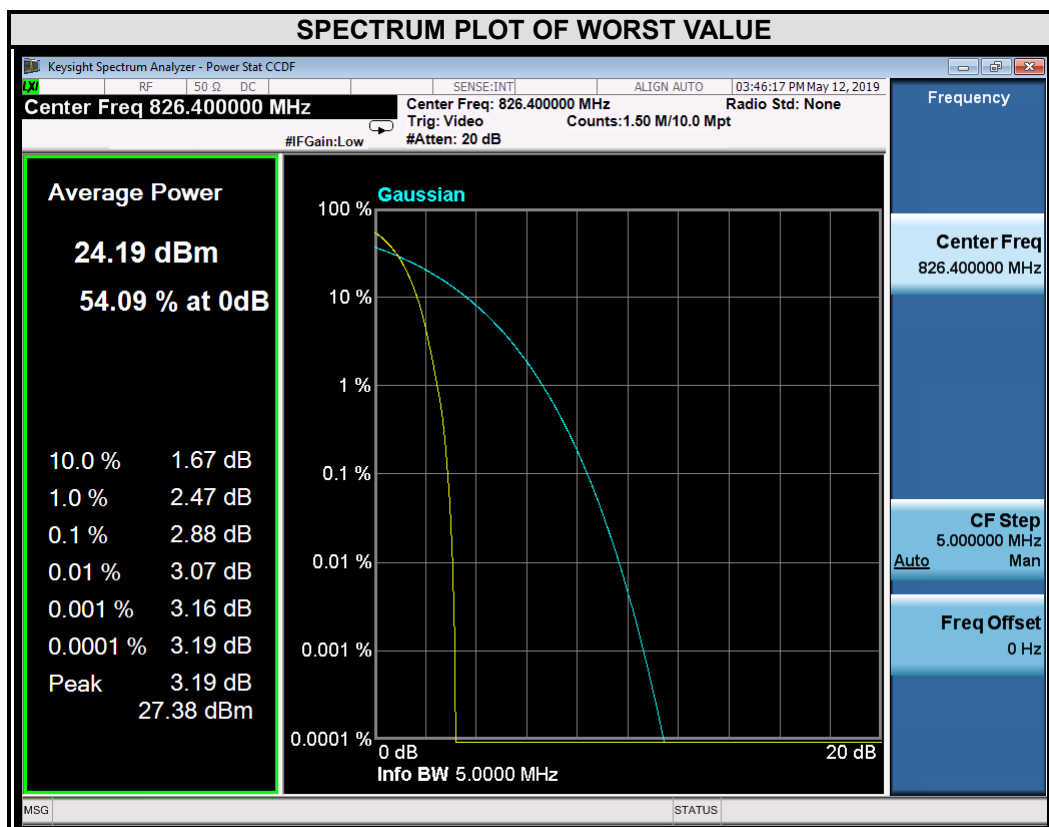 SPECTRUM PLOT OF WORST VALUE
Keysight Spectrum Analyzer - Power Stat CCDF
LXI RF 50 Ω DC SENSE:INT ALIGN AUTO 03:46:17 PM May 12, 2019
Center Freq 826.400000 MHz
Center Freq: 826.400000 MHz Radio Std: None
Trig: Video Counts:1.50 M/10.0 Mpt
#IFGain:Low #Atten: 20 dB
Average Power
24.19 dBm
54.09 % at 0dB
10.0 % 1.67 dB
1.0 % 2.47 dB
0.1 % 2.88 dB
0.01 % 3.07 dB
0.001 % 3.16 dB
0.0001 % 3.19 dB
Peak 3.19 dB
27.38 dBm
Gaussian
100 %
10 %
1 %
0.1 %
0.01 %
0.001 %
0.0001 %
0 dB 20 dB
Info BW 5.0000 MHz
Frequency
Center Freq
826.400000 MHz
CF Step
5.000000 MHz
Auto Man
Freq Offset
0 Hz
MSG STATUS